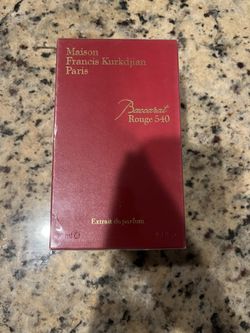 Maison
Francis Kurkdjian
Paris
Baccarat
Rouge 540
Extrait de parfum